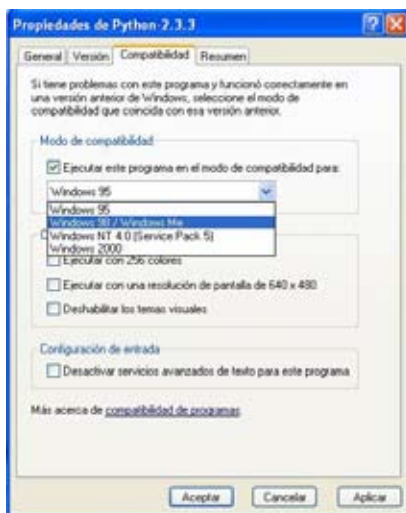 Propiedades de Python-2.3.3
General Versión Compatibilidad Resumen
Si tiene problemas con este programa y funcionó correctamente en
una versión anterior de Windows, seleccione el modo de
compatibilidad que coincida con esa versión anterior.
Modo de compatibilidad
Ejecutar este programa en el modo de compatibilidad para:
Windows 95
Windows 95
Windows 98 / Windows Me
Windows NT 4.0 (Service Pack 5)
Windows 2000
Ejecutar con 256 colores
Ejecutar con una resolución de pantalla de 640 x 480
Deshabilitar los temas visuales
Configuración de entrada
Desactivar servicios avanzados de texto para este programa
Más acerca de compatibilidad de programas
Aceptar Cancelar Aplicar